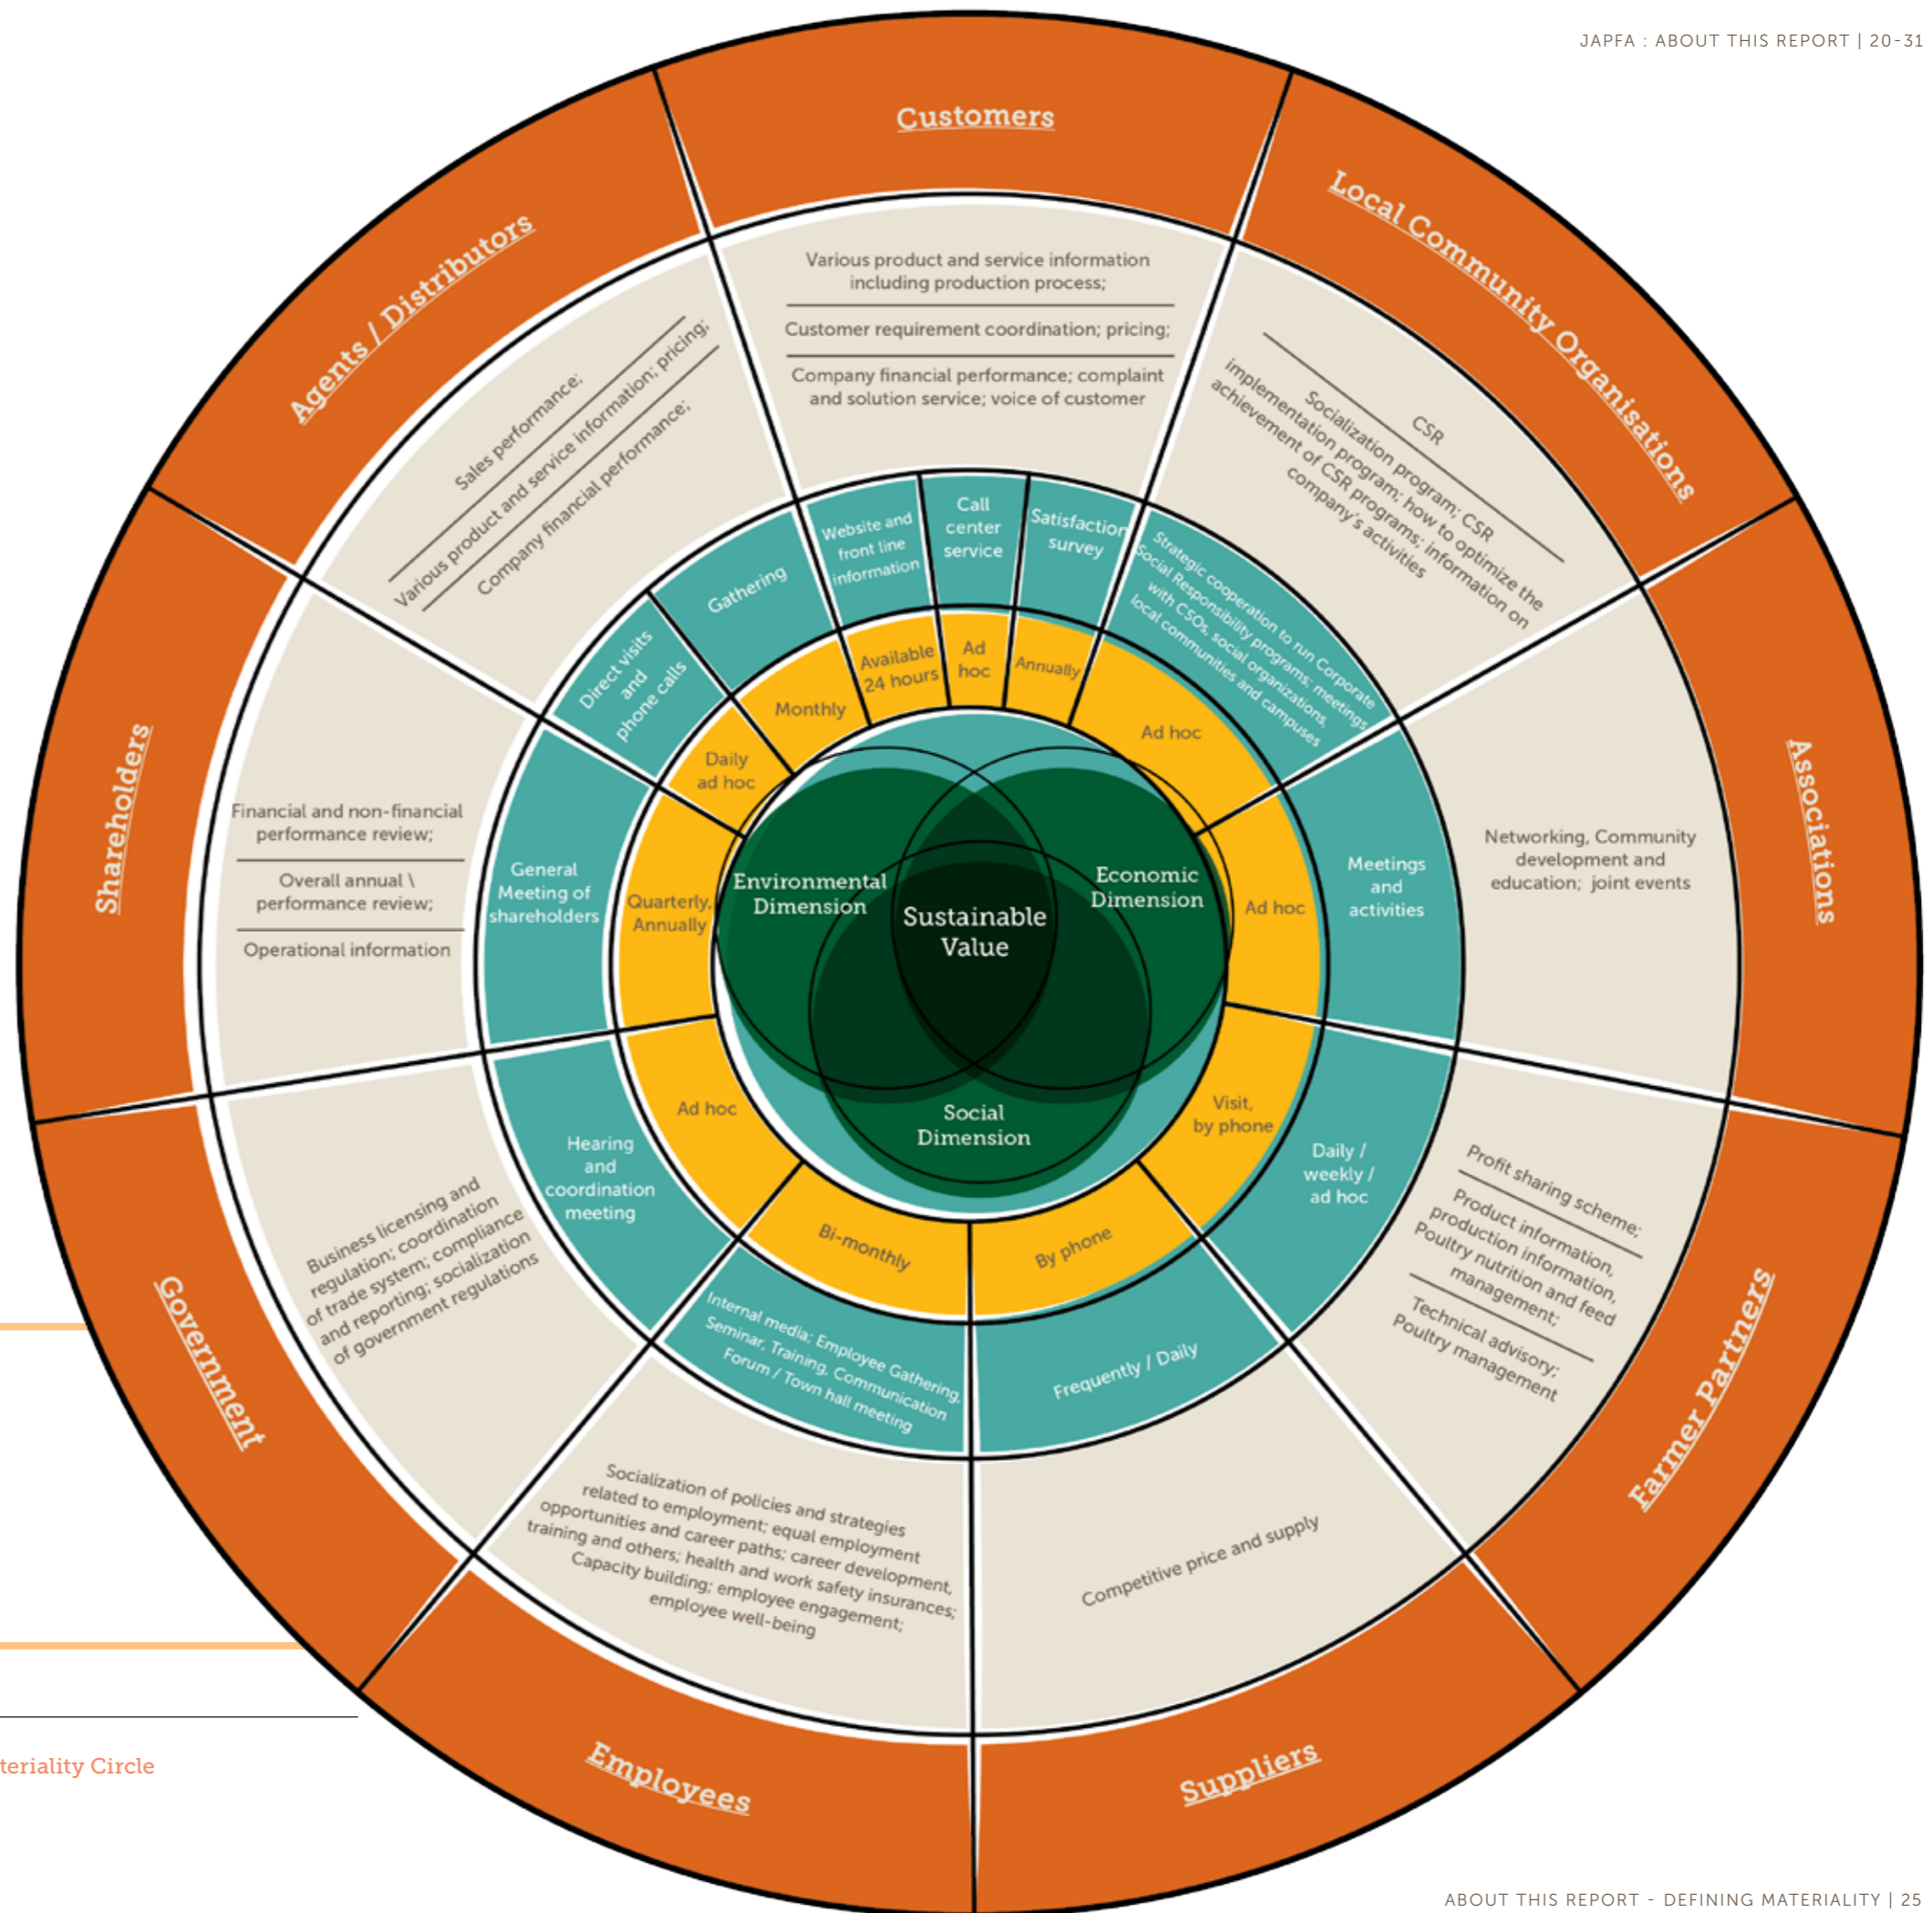 JAPFA : ABOUT THIS REPORT | 20-31
Customers
Various product and service information
including production process;
Customer requirement coordination; pricing;
Company financial performance; complaint
and solution service; voice of customer
Website and
front line
information
Call
center
service
Satisfaction
survey
Available
24 hours
Ad
hoc
Annually
Local Community Organisations
CSR
Socialization program; CSR
implementation program; how to optimize the
achievement of CSR programs; information on
company's activities
Strategic cooperation to run Corporate
Social Responsibility programs; meetings
with CSOs, social organizations,
local communities and campuses
Ad hoc
Associations
Networking, Community
development and
education; joint events
Meetings
and
activities
Ad hoc
Farmer Partners
Profit sharing scheme;
Product information,
production information,
Poultry nutrition and feed
management;
Technical advisory;
Poultry management
Daily /
weekly /
ad hoc
Visit,
by phone
Suppliers
Competitive price and supply
Frequently / Daily
By phone
Employees
Socialization of policies and strategies
related to employment; equal employment
opportunities and career paths; career development,
training and others; health and work safety insurances;
Capacity building; employee engagement;
employee well-being
Internal media; Employee Gathering,
Seminar, Training, Communication
Forum / Town hall meeting
Bi-monthly
Government
Business licensing and
regulation; coordination
of trade system; compliance
and reporting; socialization
of government regulations
Hearing
and
coordination
meeting
Ad hoc
Shareholders
Financial and non-financial
performance review;
Overall annual \
performance review;
Operational information
General
Meeting of
shareholders
Quarterly,
Annually
Agents / Distributors
Sales performance;
Various product and service information; pricing;
Company financial performance;
Direct visits
and
phone calls
Gathering
Daily
ad hoc
Monthly
Environmental
Dimension
Economic
Dimension
Sustainable
Value
Social
Dimension
teriality Circle
ABOUT THIS REPORT - DEFINING MATERIALITY | 25